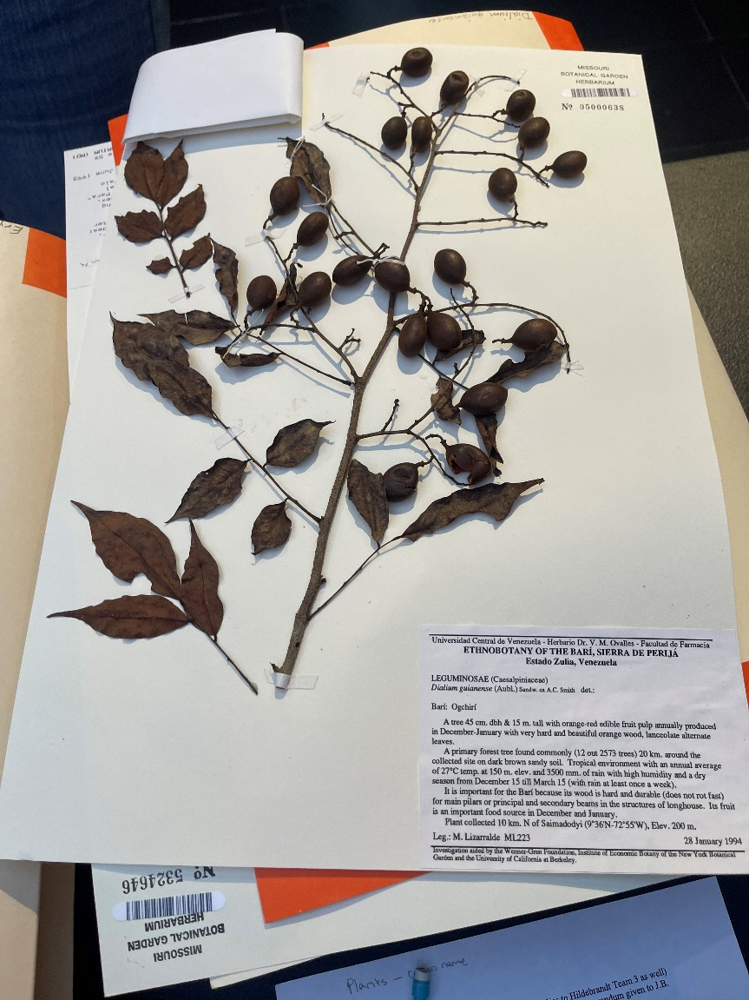 Dialium guianense
MISSOURI
BOTANICAL GARDEN
HERBARIUM
Nº 05000638
June 1993
Universidad Central de Venezuela - Herbario Dr. V. M. Ovalles - Facultad de Farmacia
ETHNOBOTANY OF THE BARÍ, SIERRA DE PERIJÁ
Estado Zulia, Venezuela
LEGUMINOSAE (Caesalpiniaceae)
Dialium guianense (Aubl.) Sandw. ex A.C. Smith det.:
Barí: Ogchirí
A tree 45 cm. dbh & 15 m. tall with orange-red edible fruit pulp annually produced
in December-January with very hard and beautiful orange wood, lanceolate alternate
leaves.
A primary forest tree found commonly (12 out 2573 trees) 20 km. around the
collected site on dark brown sandy soil. Tropical environment with an annual average
of 27°C temp. at 150 m. elev. and 3500 mm. of rain with high humidity and a dry
season from December 15 till March 15 (with rain at least once a week).
It is important for the Barí because its wood is hard and durable (does not rot fast)
for main pilars or principal and secondary beams in the structures of longhouse. Its fruit
is an important food source in December and January.
Plant collected 10 km. N of Saimadodyi (9°36'N-72°55'W), Elev. 200 m.
Leg.: M. Lizarralde ML223 28 January 1994
Investigation aided by the Wenner-Gren Foundation, Institute of Economic Botany of the New York Botanical
Garden and the University of California at Berkeley.
Nº 5324646
MISSOURI
BOTANICAL GARDEN
HERBARIUM
Plants - name
to Hildebrandt Team 3 as well)
given to J.B.